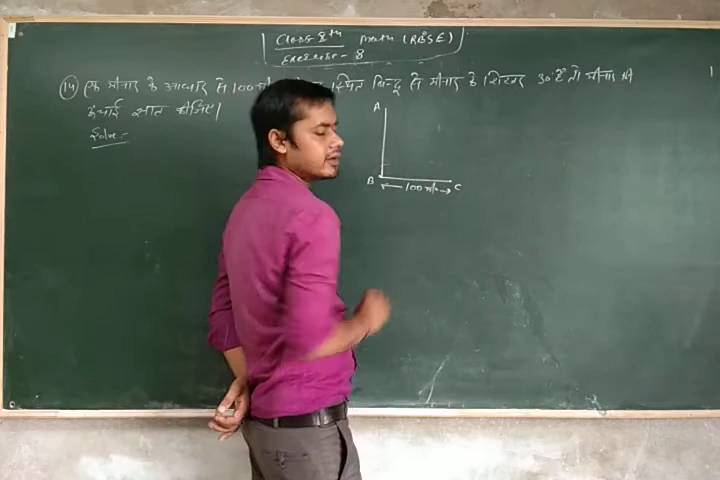 Class 8th Math (RBSE)
Exercise - 8
(14) एक मीनार के आधार से 100 मी॰ स्थित बिन्दु से मीनार के शिखर 30° है तो मीनार की
ऊंचाई ज्ञात कीजिए।
Solve:-
A
B 100 मी॰ C